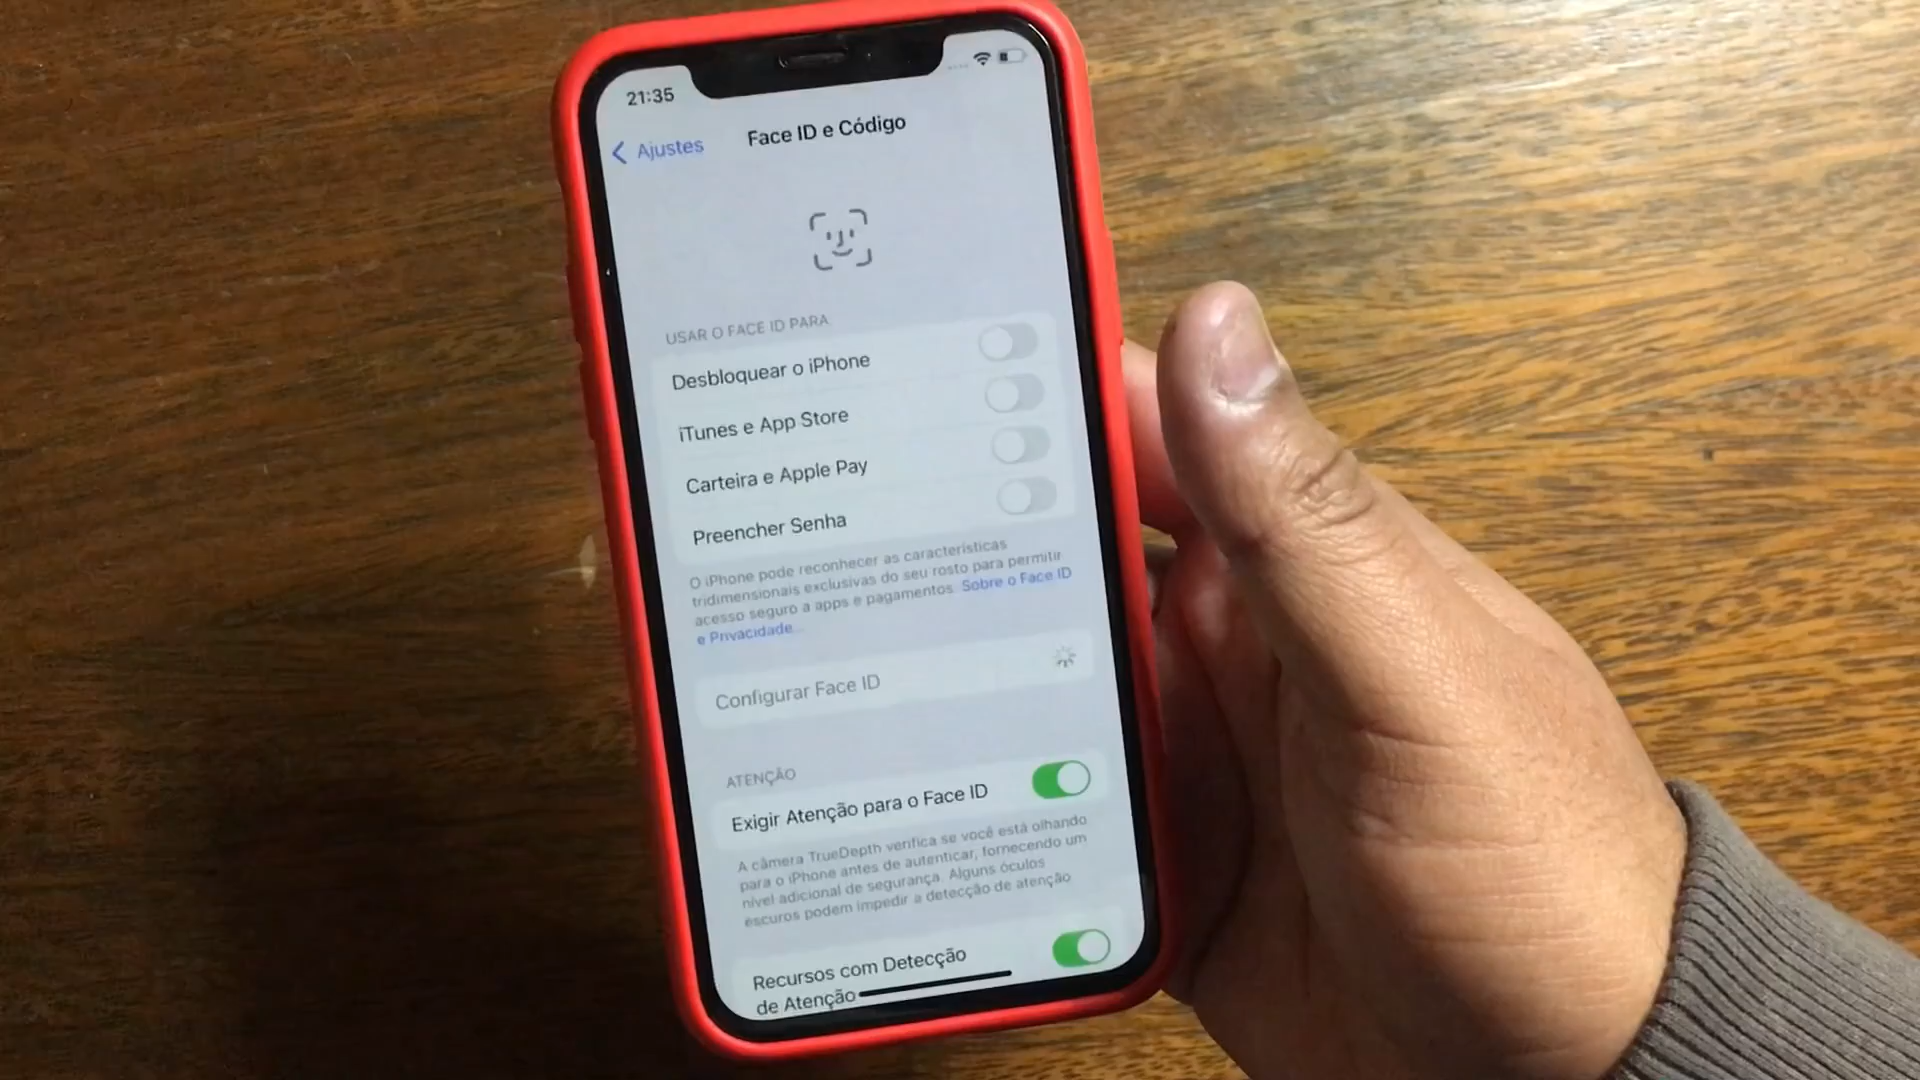 21:35
Ajustes
Face ID e Código
USAR O FACE ID PARA
Desbloquear o iPhone
iTunes e App Store
Carteira e Apple Pay
Preencher Senha
O iPhone pode reconhecer as características
tridimensionais exclusivas do seu rosto para permitir
acesso seguro a apps e pagamentos. Sobre o Face ID
e Privacidade...
Configurar Face ID
ATENÇÃO
Exigir Atenção para o Face ID
A câmera TrueDepth verifica se você está olhando
para o iPhone antes de autenticar, fornecendo um
nível adicional de segurança. Alguns óculos
escuros podem impedir a detecção de atenção
Recursos com Detecção
de Atenção